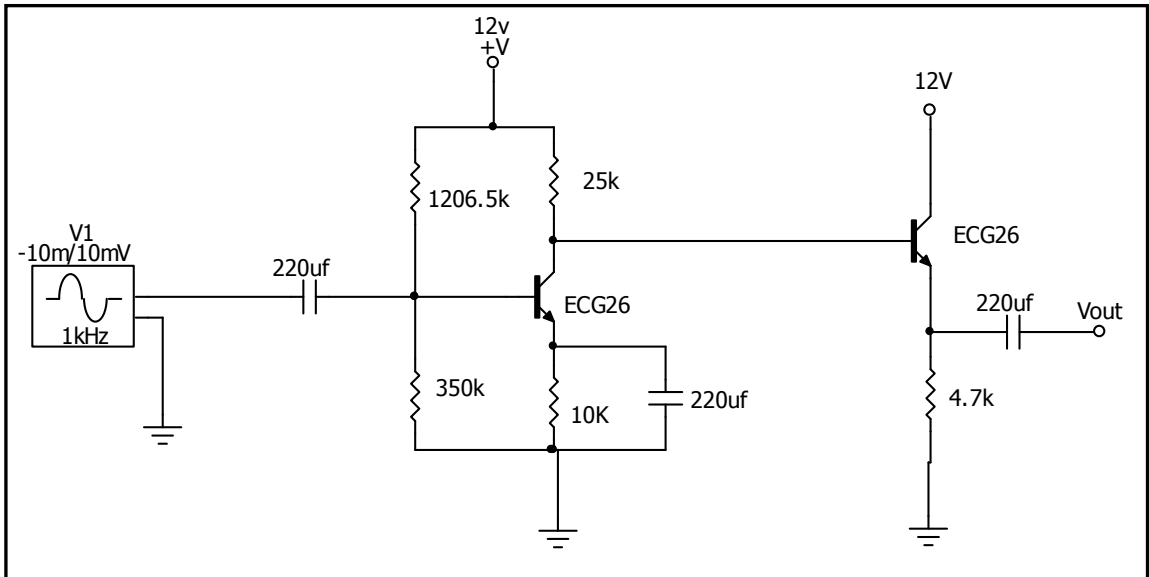 12v
+V
12V
1206.5k
25k
V1
-10m/10mV
1kHz
220uf
ECG26
ECG26
350k
10K
220uf
220uf
Vout
4.7k